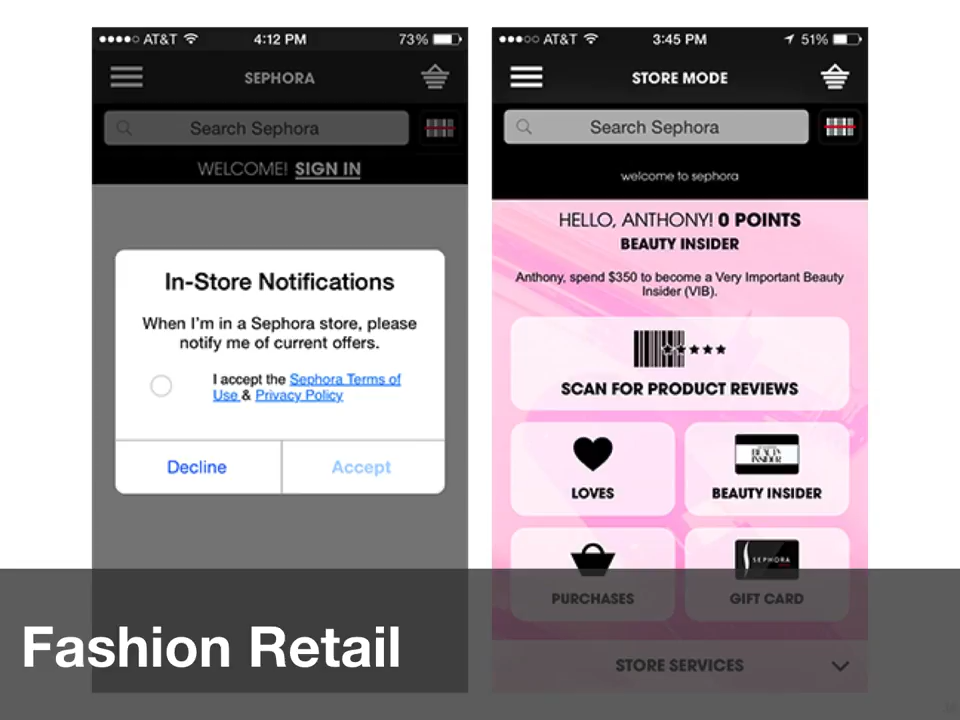 AT&T 4:12 PM 73%
SEPHORA
Search Sephora
WELCOME! SIGN IN
In-Store Notifications
When I'm in a Sephora store, please
notify me of current offers.
I accept the Sephora Terms of
Use & Privacy Policy
Decline Accept
AT&T 3:45 PM 51%
STORE MODE
Search Sephora
welcome to sephora
HELLO, ANTHONY! 0 POINTS
BEAUTY INSIDER
Anthony, spend $350 to become a Very Important Beauty
Insider (VIB).
SCAN FOR PRODUCT REVIEWS
BEAUTY INSIDER
LOVES BEAUTY INSIDER
SEPHORA
PURCHASES GIFT CARD
STORE SERVICES
Fashion Retail